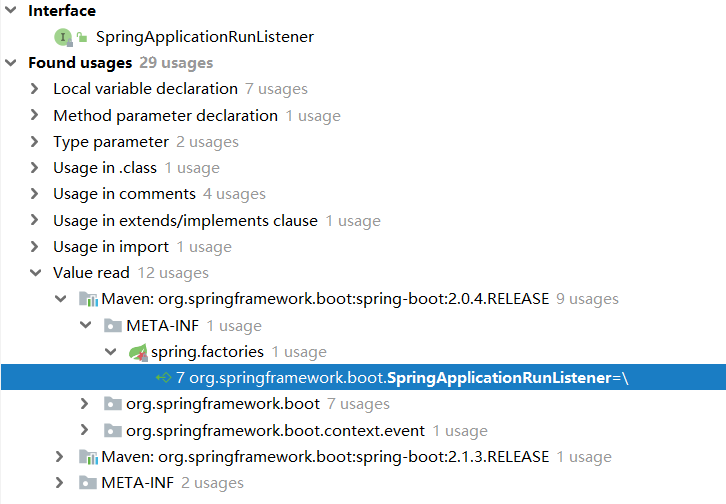 Interface
SpringApplicationRunListener
Found usages 29 usages
Local variable declaration 7 usages
Method parameter declaration 1 usage
Type parameter 2 usages
Usage in .class 1 usage
Usage in comments 4 usages
Usage in extends/implements clause 1 usage
Usage in import 1 usage
Value read 12 usages
Maven: org.springframework.boot:spring-boot:2.0.4.RELEASE 9 usages
META-INF 1 usage
spring.factories 1 usage
7 org.springframework.boot.SpringApplicationRunListener=\
org.springframework.boot 7 usages
org.springframework.boot.context.event 1 usage
Maven: org.springframework.boot:spring-boot:2.1.3.RELEASE 1 usage
META-INF 2 usages